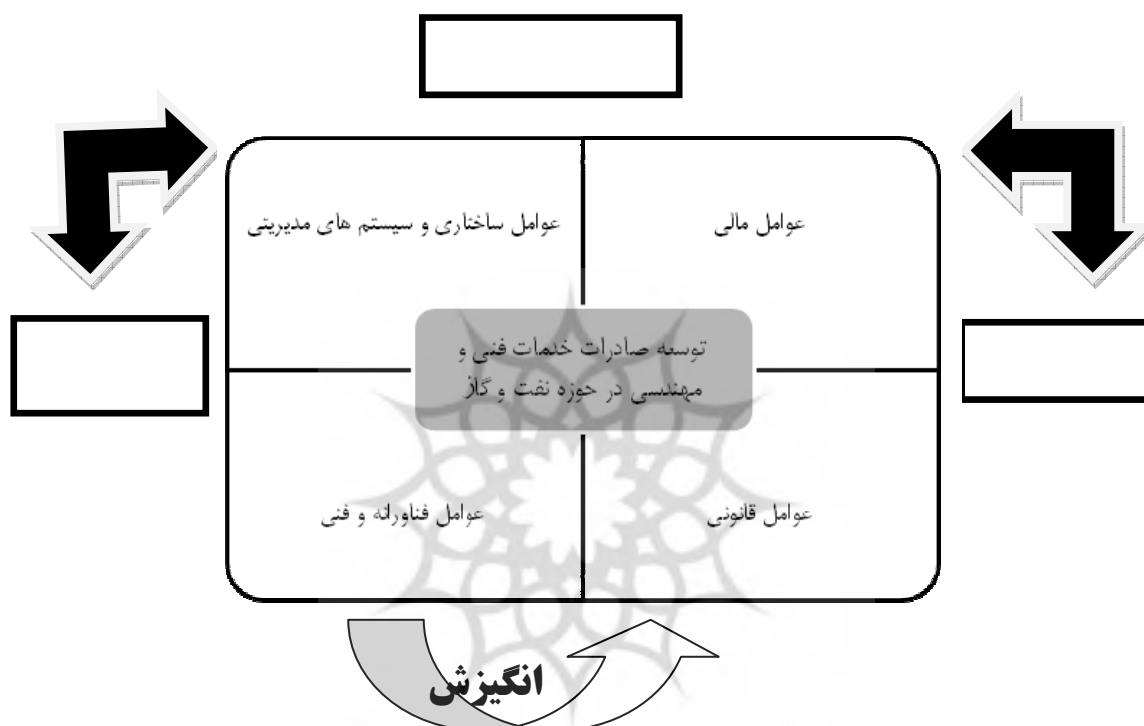 عوامل مالی
عوامل ساختاری و سیستم های مدیریتی
توسعه صادرات خدمات فنی و
مهندسی در حوزه نفت و گاز
عوامل قانونی
عوامل فناورانه و فنی
انگیزش